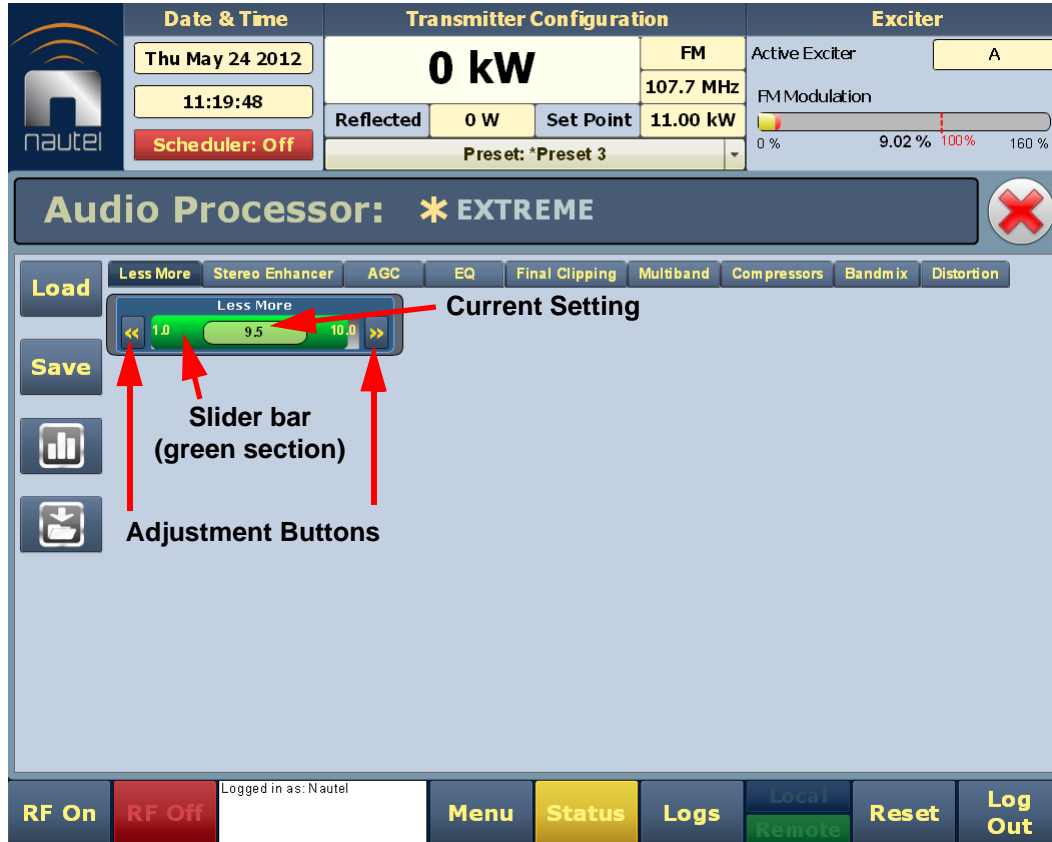 Date & Time
Transmitter Configuration
Exciter
Thu May 24 2012
0 kW
FM
Active Exciter
A
107.7 MHz
11:19:48
FM Modulation
Reflected
0 W
Set Point
11.00 kW
nautel
Scheduler: Off
Preset: *Preset 3
0 %
9.02 %
100%
160 %
Audio Processor: * EXTREME
Load
Less More
Stereo Enhancer
AGC
EQ
Final Clipping
Multiband
Compressors
Bandmix
Distortion
Less More
Current Setting
<< 1.0
9.5
10.0 >>
Save
Slider bar
(green section)
Adjustment Buttons
Logged in as: Nautel
RF On
RF Off
Menu
Status
Logs
Local
Remote
Reset
Log
Out